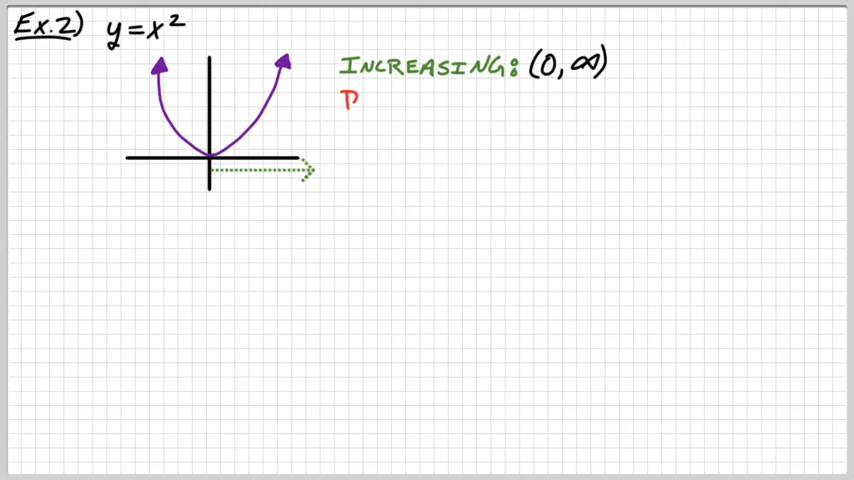 Ex.2) y=x²
INCREASING: (0, ∞)